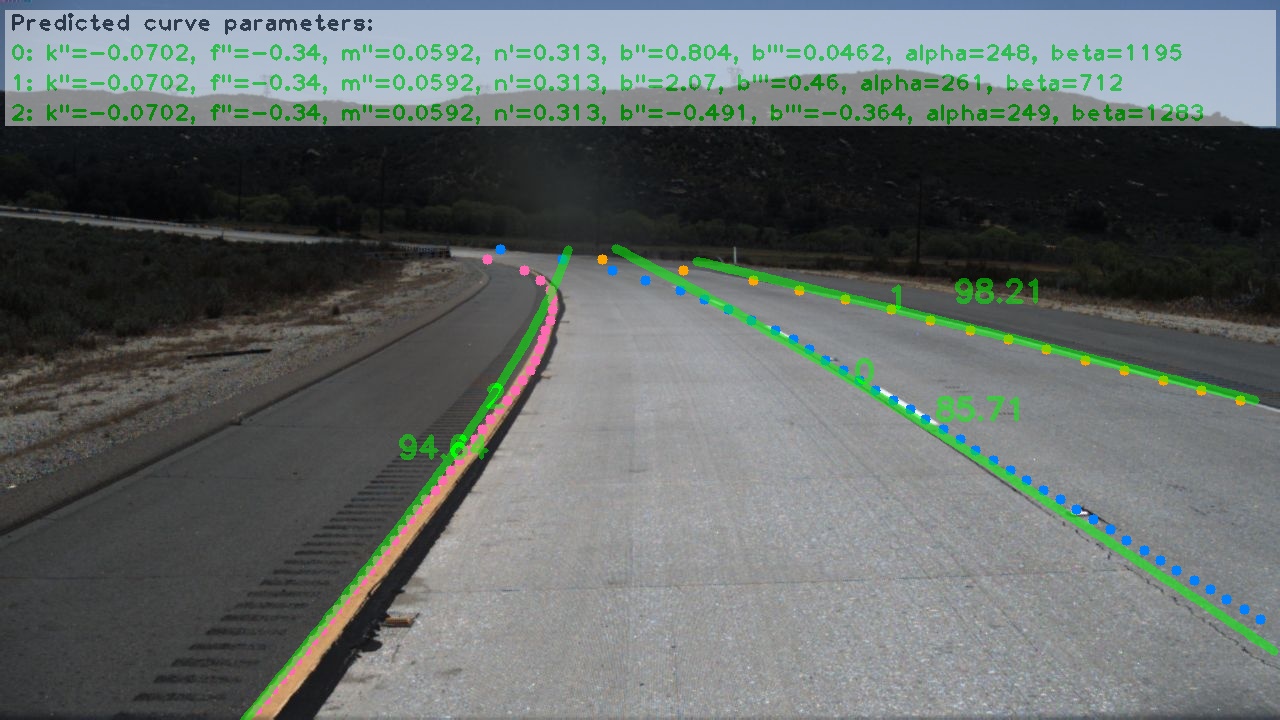 Predicted curve parameters:
0: k''=-0.0702, f''=-0.34, m''=0.0592, n'=0.313, b''=0.804, b'''=0.0462, alpha=248, beta=1195
1: k''=-0.0702, f''=-0.34, m''=0.0592, n'=0.313, b''=2.07, b'''=0.46, alpha=261, beta=712
2: k''=-0.0702, f''=-0.34, m''=0.0592, n'=0.313, b''=-0.491, b'''=-0.364, alpha=249, beta=1283
1 98.21
0
85.71
2
94.64